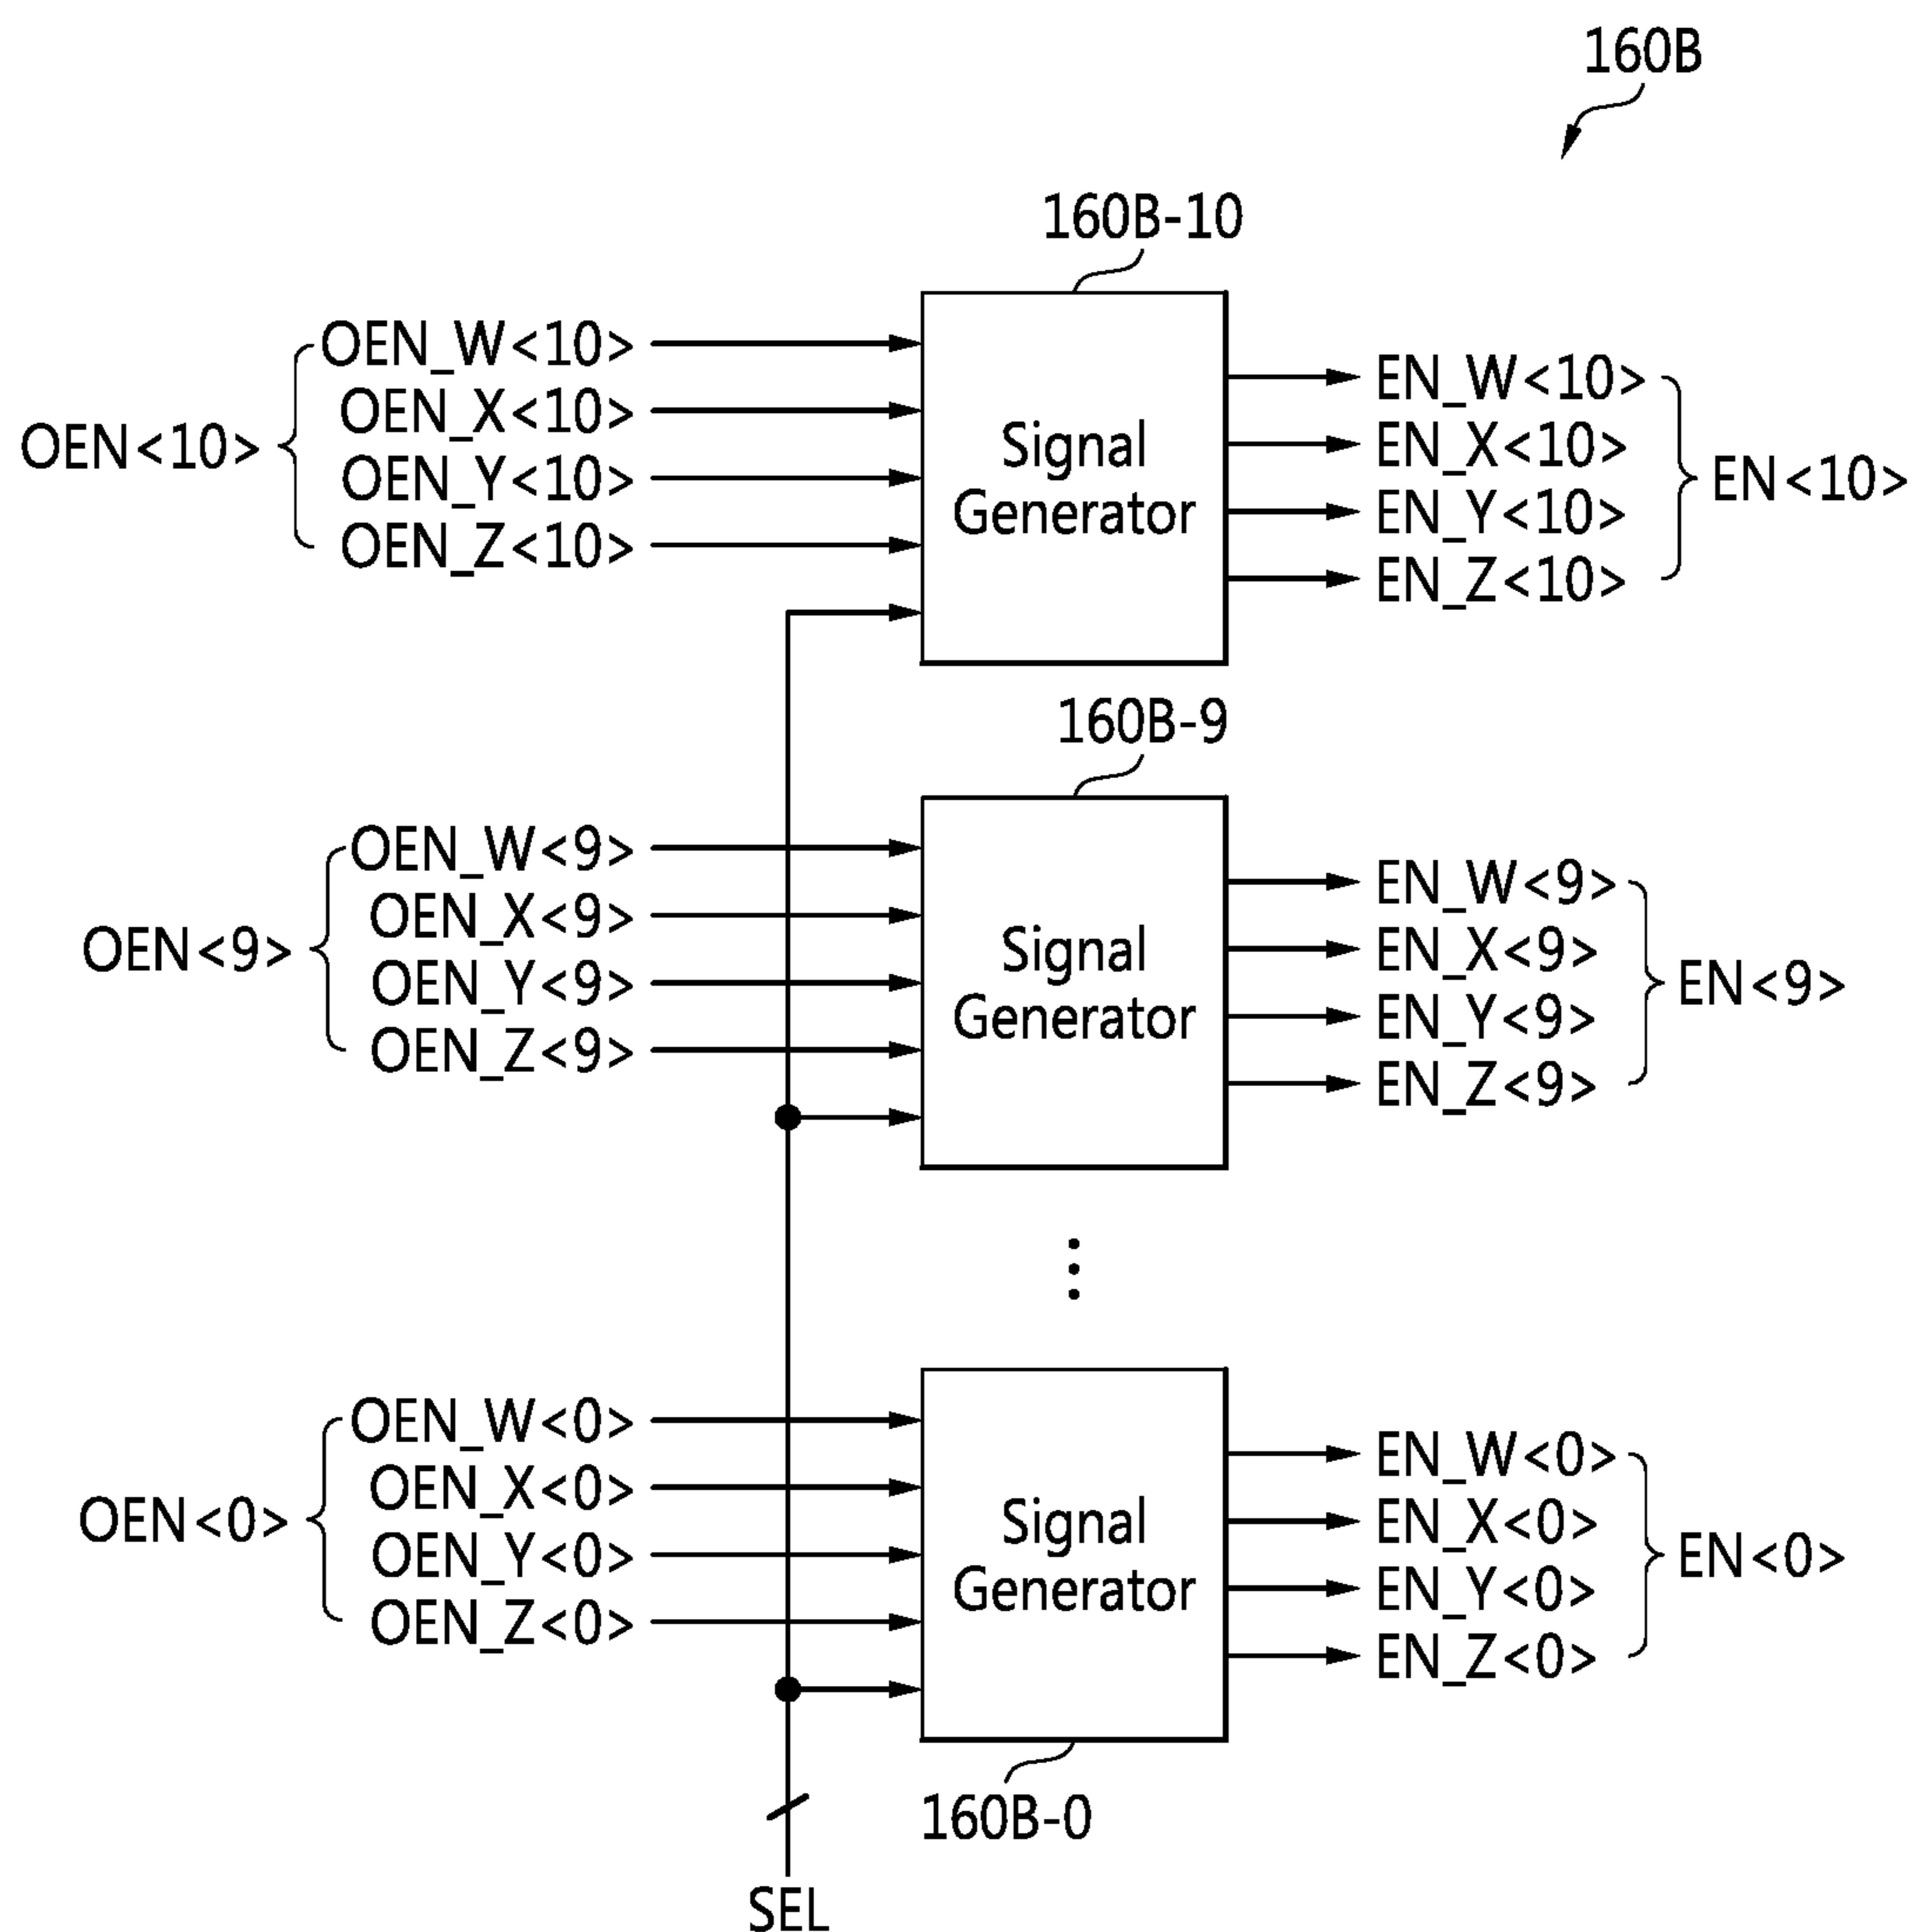 160B
160B-10
OEN_W<10>
OEN_X<10>
OEN_Y<10>
OEN_Z<10>
OEN<10>
Signal
Generator
EN_W<10>
EN_X<10>
EN_Y<10>
EN_Z<10>
EN<10>
160B-9
OEN_W<9>
OEN_X<9>
OEN_Y<9>
OEN_Z<9>
OEN<9>
Signal
Generator
EN_W<9>
EN_X<9>
EN_Y<9>
EN_Z<9>
EN<9>
OEN_W<0>
OEN_X<0>
OEN_Y<0>
OEN_Z<0>
OEN<0>
Signal
Generator
EN_W<0>
EN_X<0>
EN_Y<0>
EN_Z<0>
EN<0>
160B-0
SEL